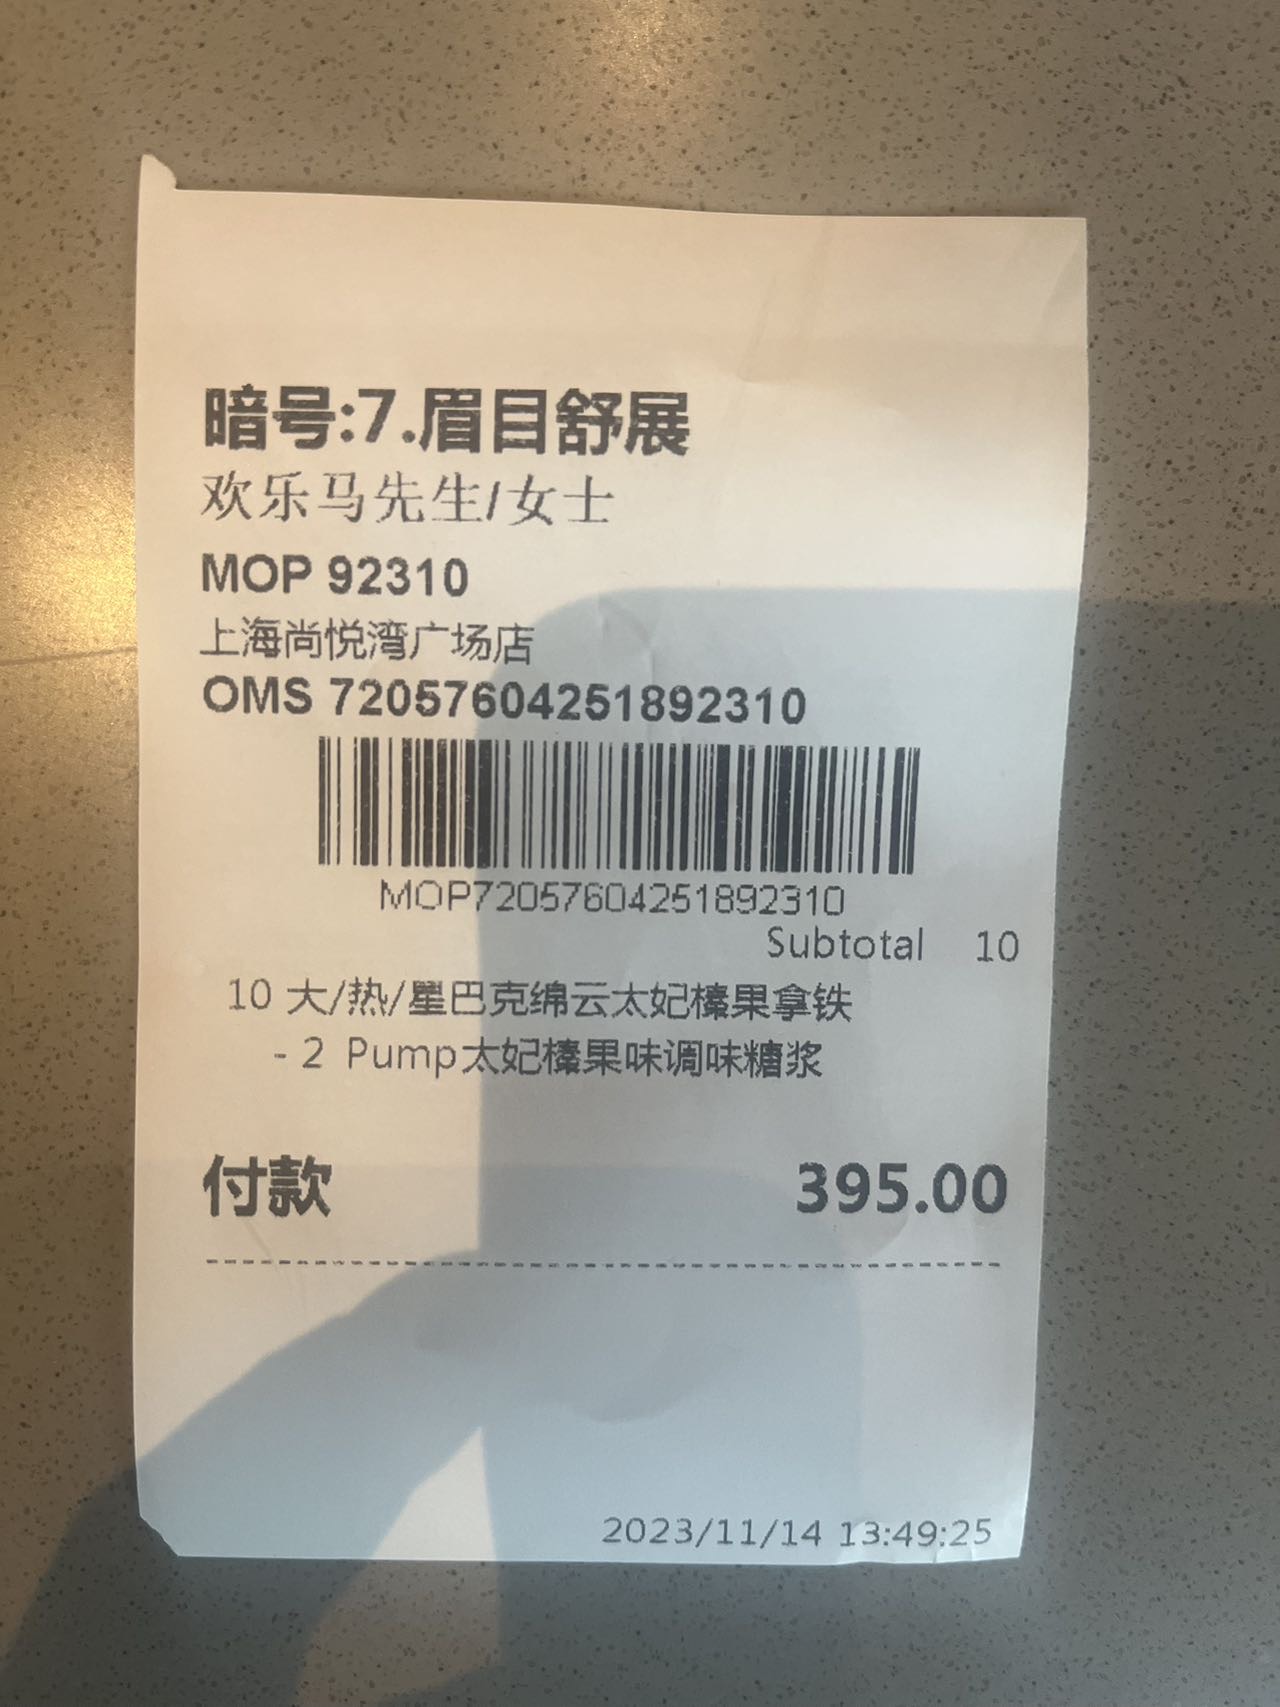 暗号:7.眉目舒展
欢乐马先生/女士
MOP 92310
上海尚悦湾广场店
OMS 72057604251892310
MOP72057604251892310
Subtotal 10
10 大/热/星巴克绵云太妃榛果拿铁
- 2 Pump太妃榛果味调味糖浆
付款 395.00
2023/11/14 13:49:25